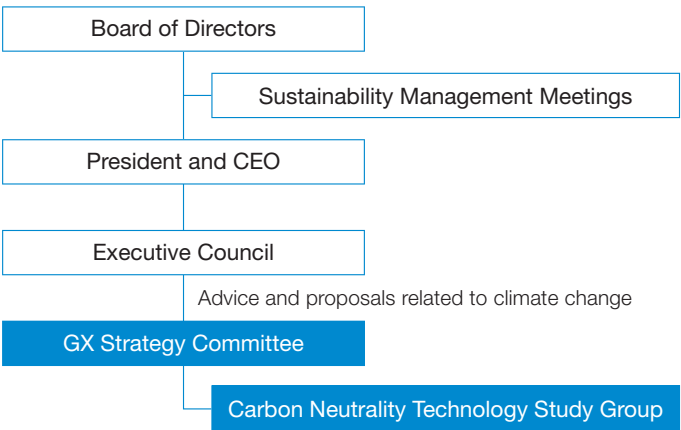 Board of Directors
Sustainability Management Meetings
President and CEO
Executive Council
Advice and proposals related to climate change
GX Strategy Committee
Carbon Neutrality Technology Study Group